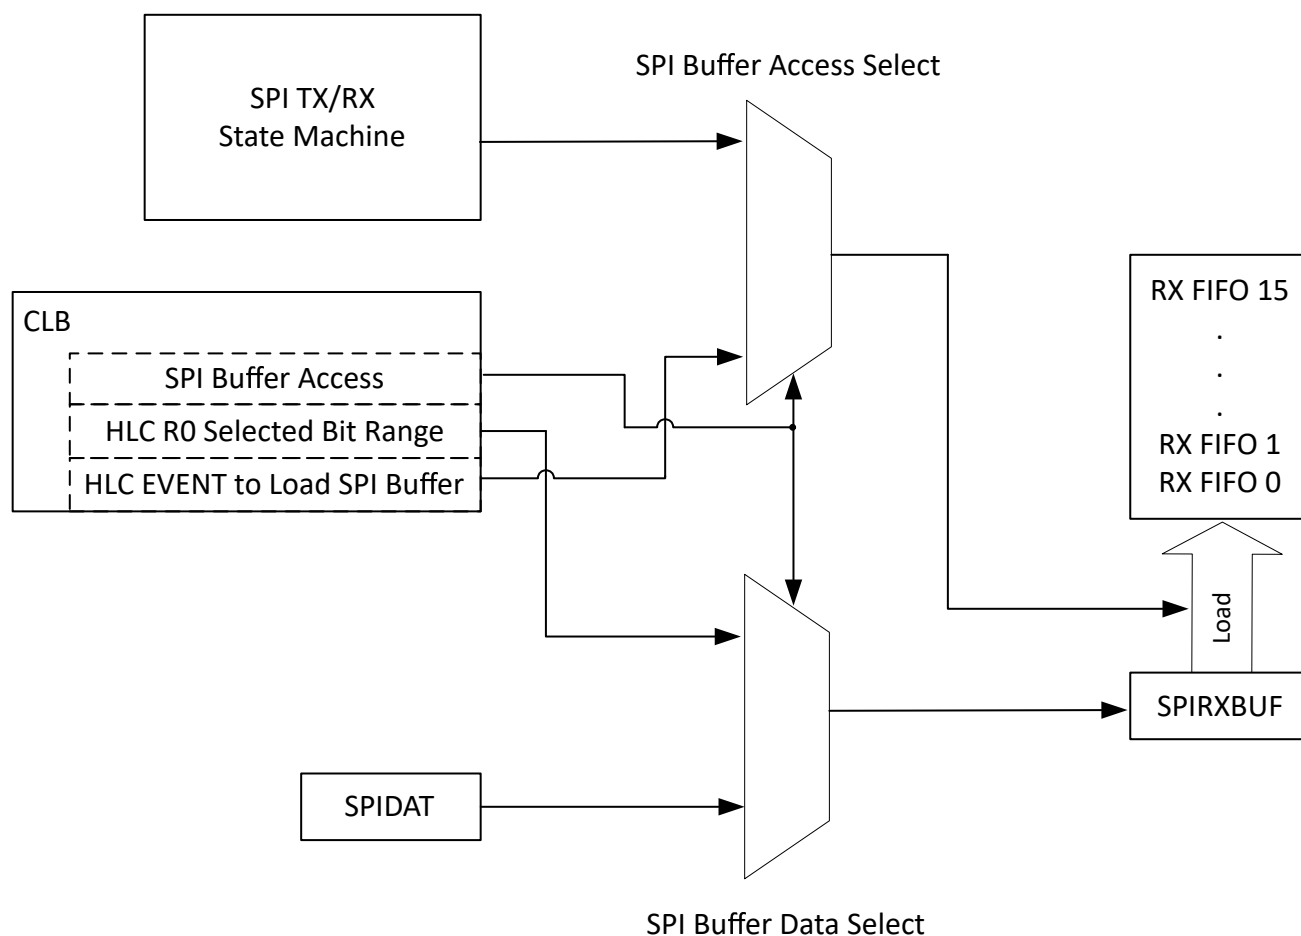 SPI Buffer Access Select
SPI TX/RX
State Machine
CLB
SPI Buffer Access
HLC R0 Selected Bit Range
HLC EVENT to Load SPI Buffer
RX FIFO 15
.
.
.
RX FIFO 1
RX FIFO 0
Load
SPIRXBUF
SPIDAT
SPI Buffer Data Select